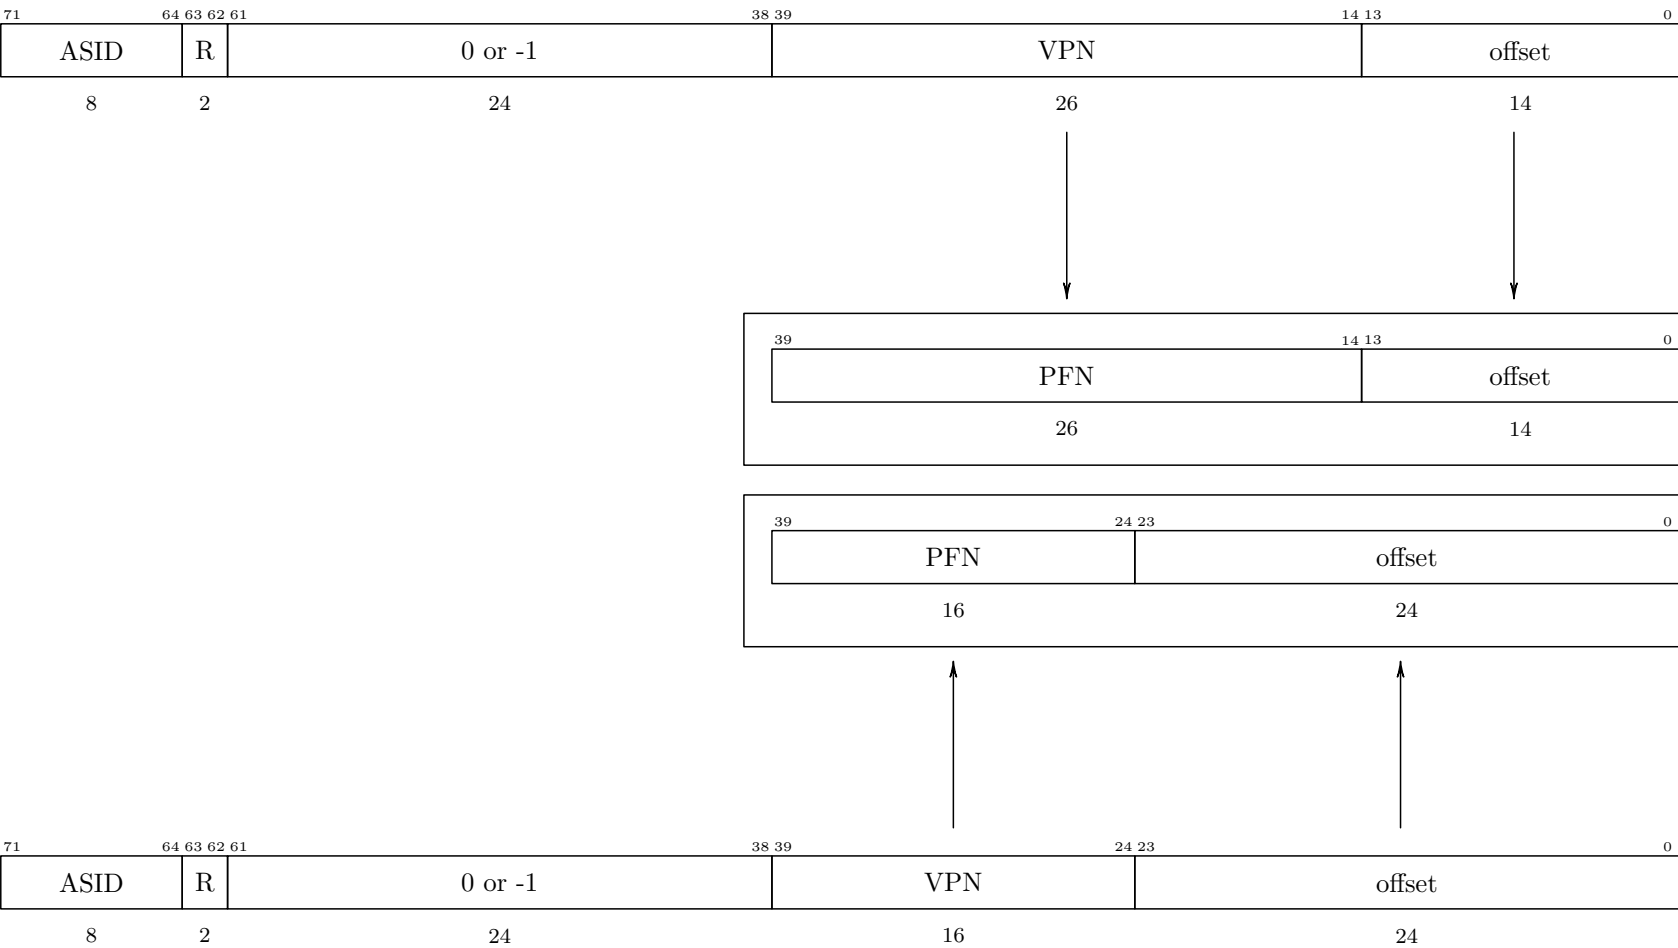 71 64 63 62 61 38 39 14 13 0
ASID R 0 or -1 VPN offset
8 2 24 26 14
39 14 13 0
PFN offset
26 14
39 24 23 0
PFN offset
16 24
71 64 63 62 61 38 39 24 23 0
ASID R 0 or -1 VPN offset
8 2 24 16 24